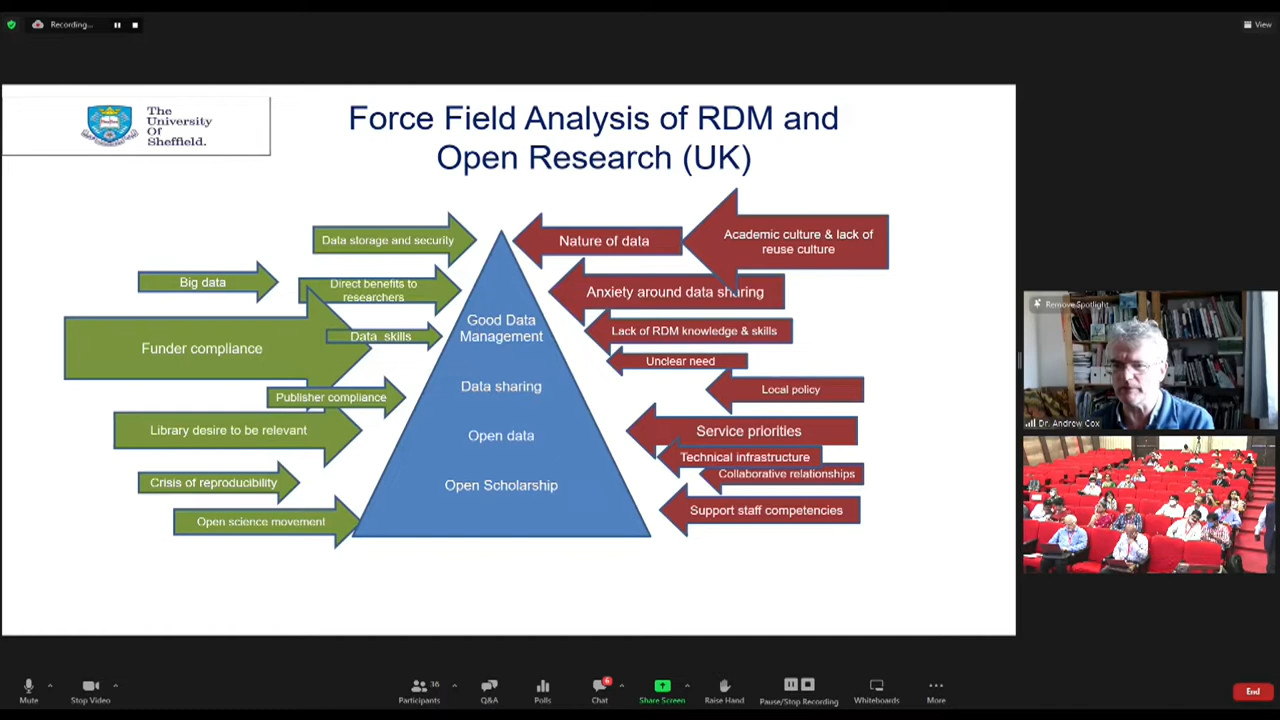 Recording...
View
The
University
Of
Sheffield.
Force Field Analysis of RDM and
Open Research (UK)
Data storage and security
Nature of data
Academic culture & lack of
reuse culture
Big data
Direct benefits to
researchers
Anxiety around data sharing
Good Data
Management
Lack of RDM knowledge & skills
Data skills
Funder compliance
Unclear need
Data sharing
Local policy
Publisher compliance
Library desire to be relevant
Open data
Service priorities
Technical infrastructure
Collaborative relationships
Crisis of reproducibility
Open Scholarship
Support staff competencies
Open science movement
Remove Spotlight
Dr. Andrew Cox
Mute
Stop Video
Participants
38
Q&A
Polls
Chat
6
Share Screen
Raise Hand
Pause/Stop Recording
Whiteboards
More
End